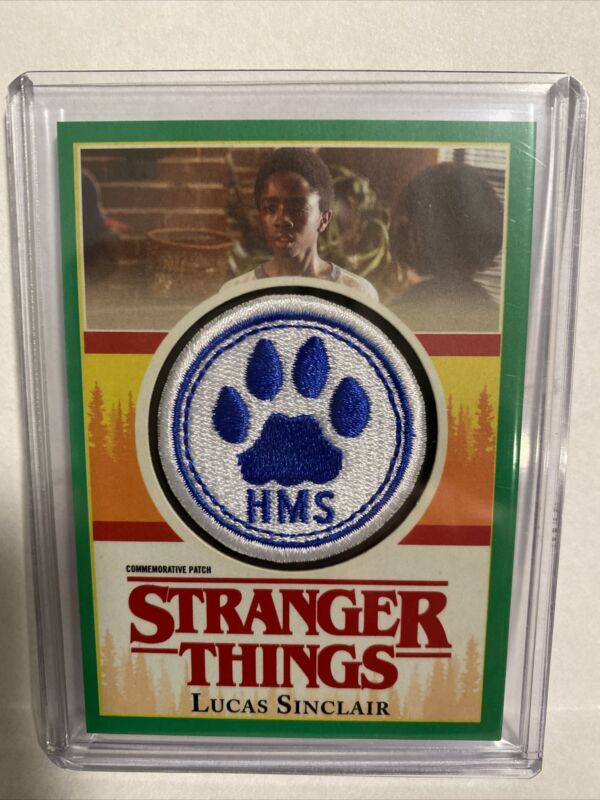 HMS
COMMEMORATIVE PATCH
STRANGER
THINGS
LUCAS SINCLAIR